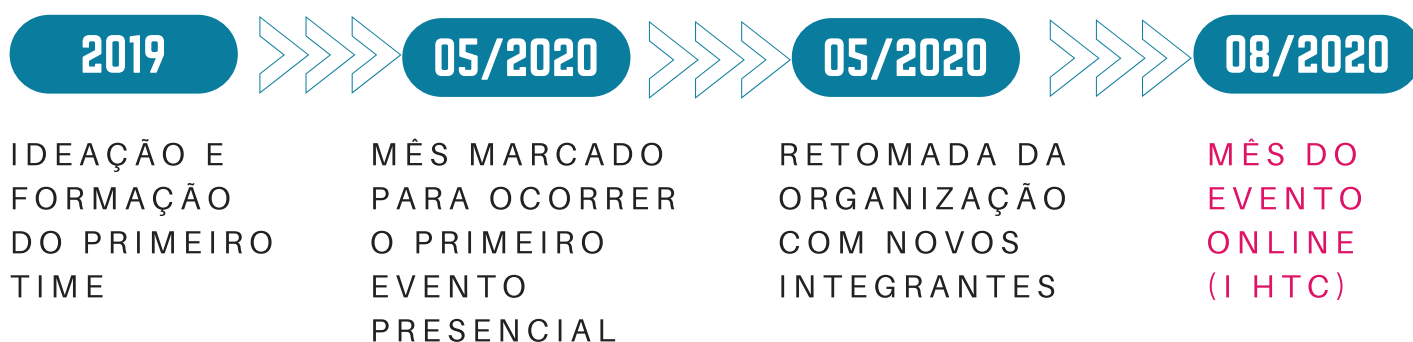 2019
IDEAÇÃO E
FORMAÇÃO
DO PRIMEIRO
TIME
05/2020
MÊS MARCADO
PARA OCORRER
O PRIMEIRO
EVENTO
PRESENCIAL
05/2020
RETOMADA DA
ORGANIZAÇÃO
COM NOVOS
INTEGRANTES
08/2020
MÊS DO
EVENTO
ONLINE
(I HTC)